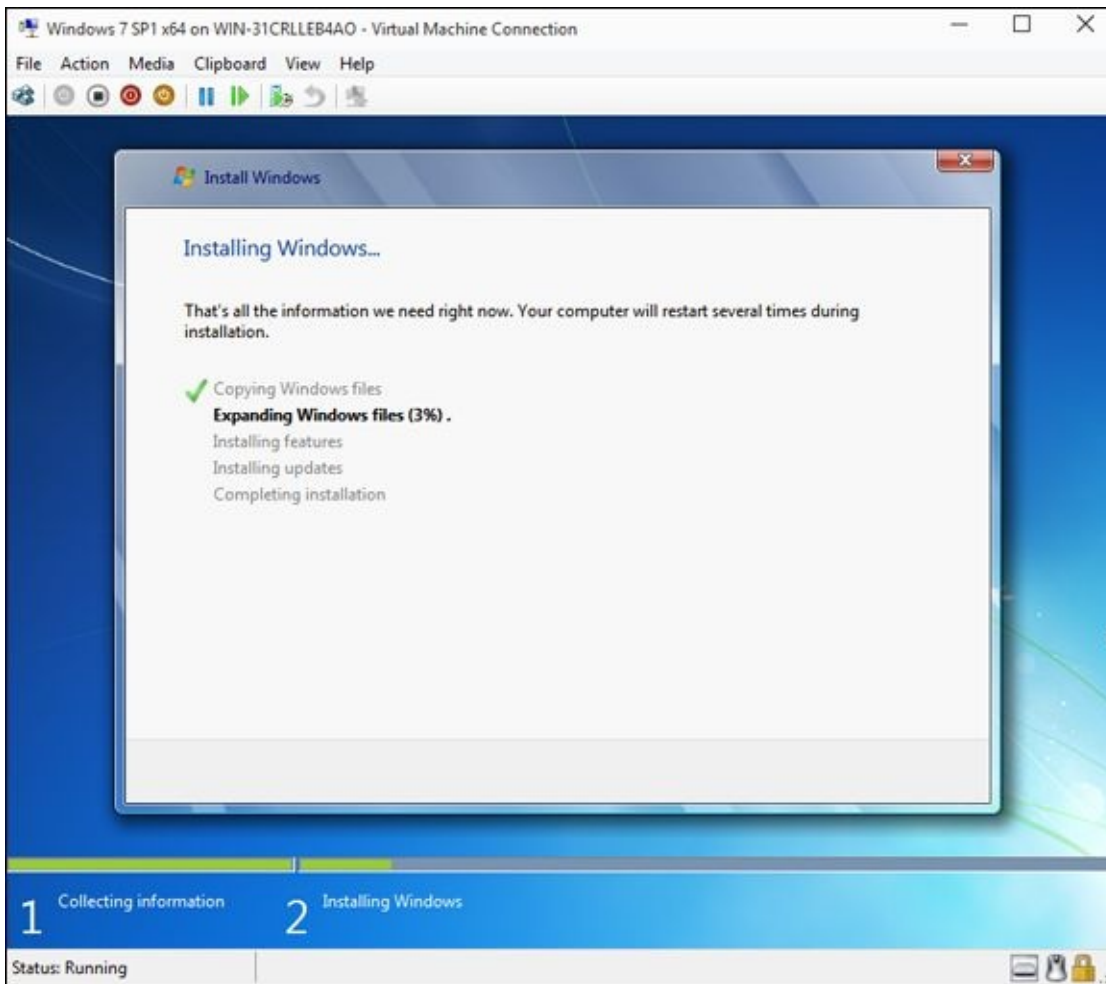 Windows 7 SP1 x64 on WIN-31CRLLEB4AO - Virtual Machine Connection
File Action Media Clipboard View Help
Install Windows
Installing Windows...
That's all the information we need right now. Your computer will restart several times during
installation.
Copying Windows files
Expanding Windows files (3%) .
Installing features
Installing updates
Completing installation
1 Collecting information 2 Installing Windows
Status: Running